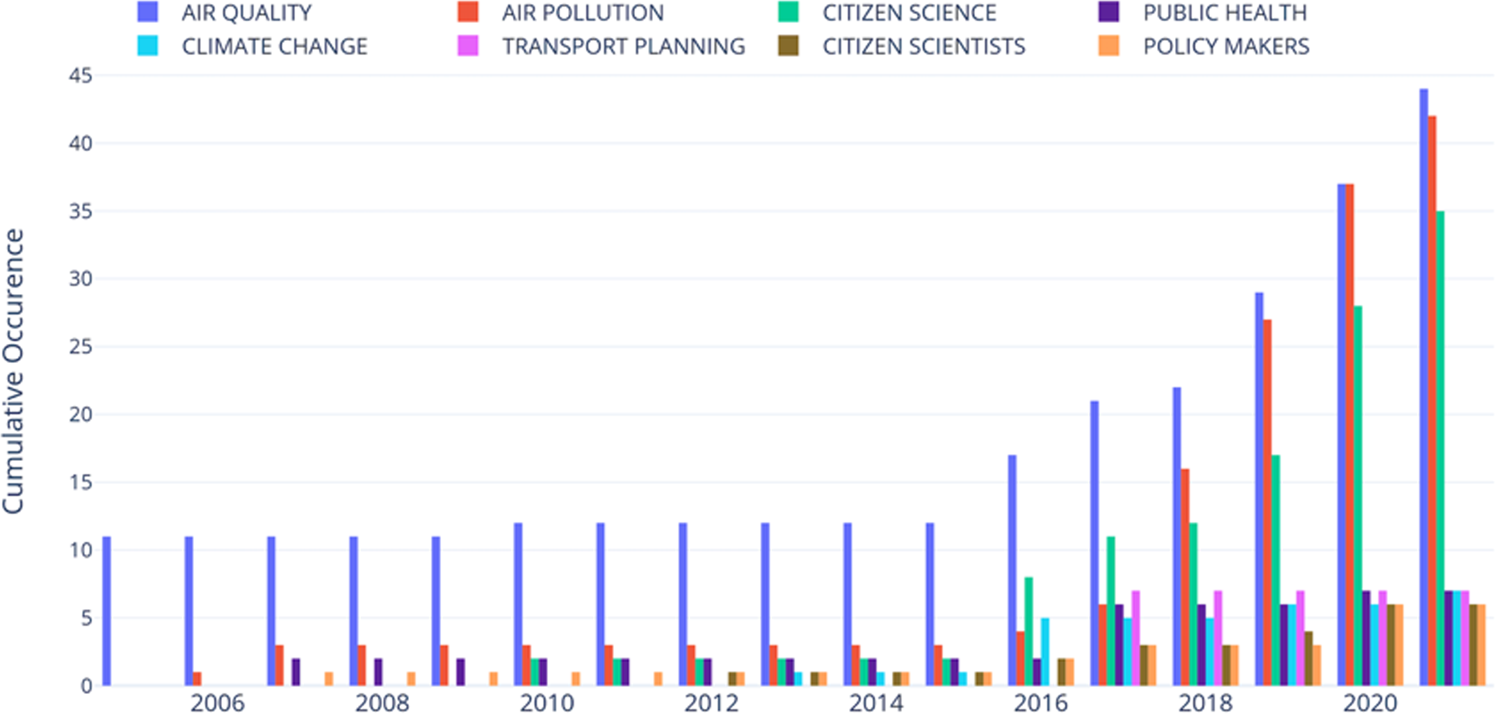 AIR QUALITY AIR POLLUTION CITIZEN SCIENCE PUBLIC HEALTH
CLIMATE CHANGE TRANSPORT PLANNING CITIZEN SCIENTISTS POLICY MAKERS
Cumulative Occurence
45
40
35
30
25
20
15
10
5
0
2006 2008 2010 2012 2014 2016 2018 2020